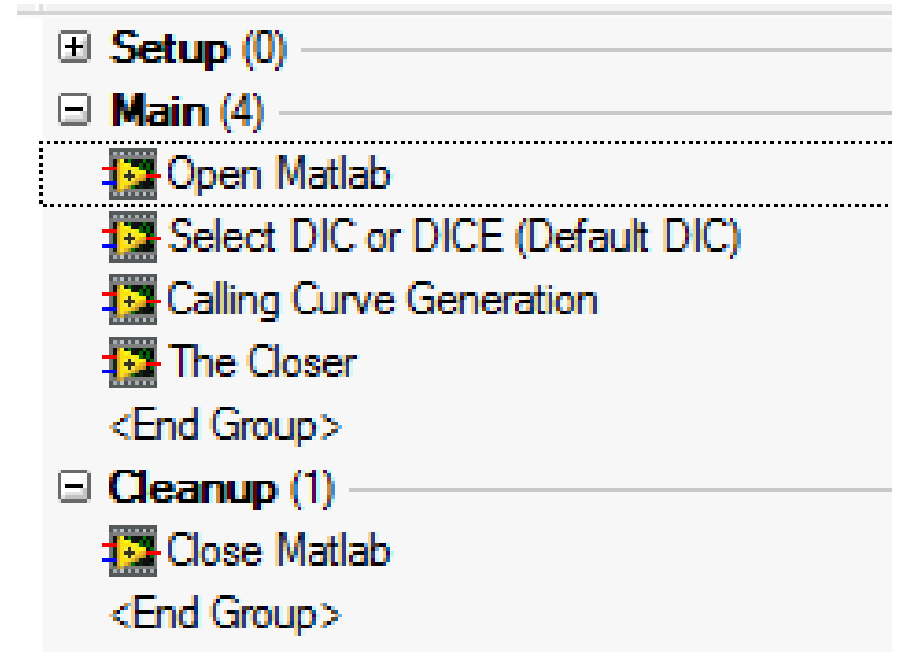 Setup (0)
Main (4)
Open Matlab
Select DIC or DICE (Default DIC)
Calling Curve Generation
The Closer
<End Group>
Cleanup (1)
Close Matlab
<End Group>